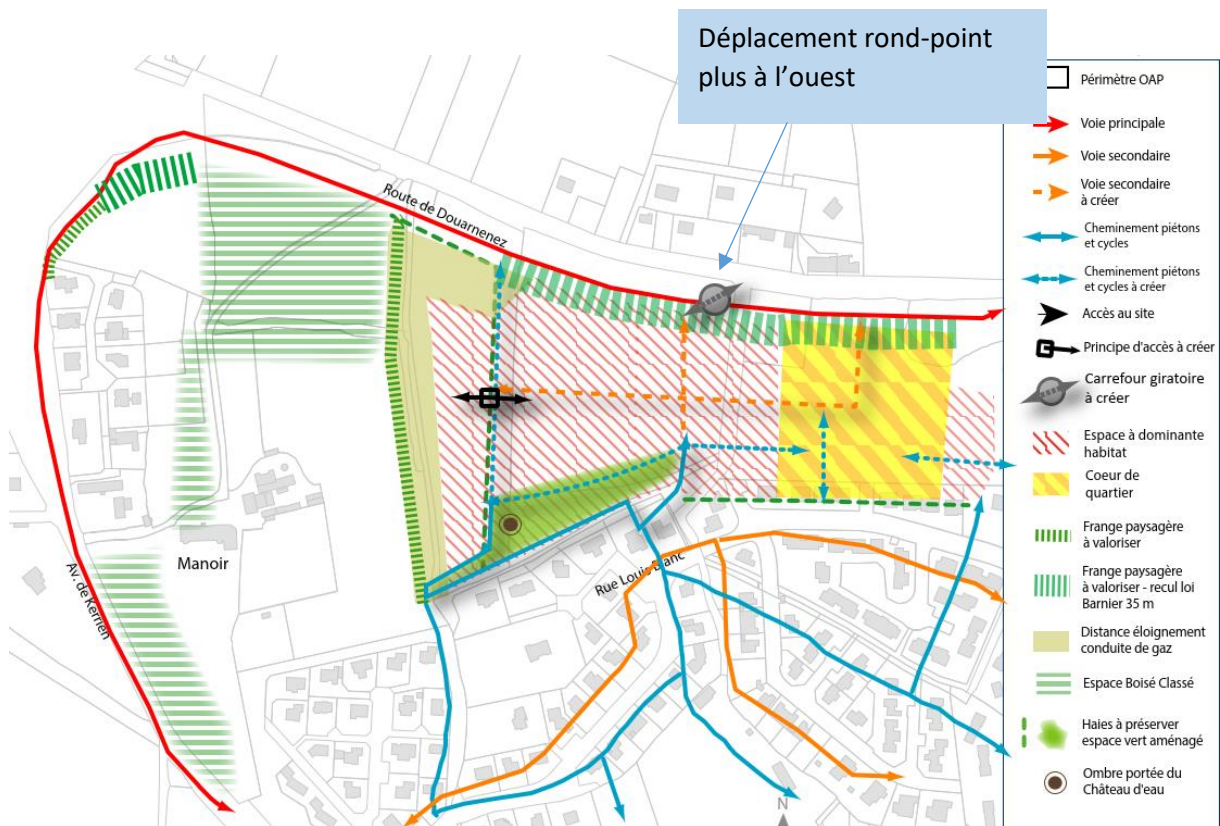 Déplacement rond-point
plus à l'ouest
Route de Douarnenez
Manoir
Av. de Kerrien
Rue Louis Blanc
N
Périmètre OAP
Voie principale
Voie secondaire
Voie secondaire
à créer
Cheminement piétons
et cycles
Cheminement piétons
et cycles à créer
Accès au site
Principe d'accès à créer
Carrefour giratoire
à créer
Espace à dominante
habitat
Coeur de
quartier
Frange paysagère
à valoriser
Frange paysagère
à valoriser - recul loi
Barnier 35 m
Distance éloignement
conduite de gaz
Espace Boisé Classé
Haies à préserver
espace vert aménagé
Ombre portée du
Château d'eau